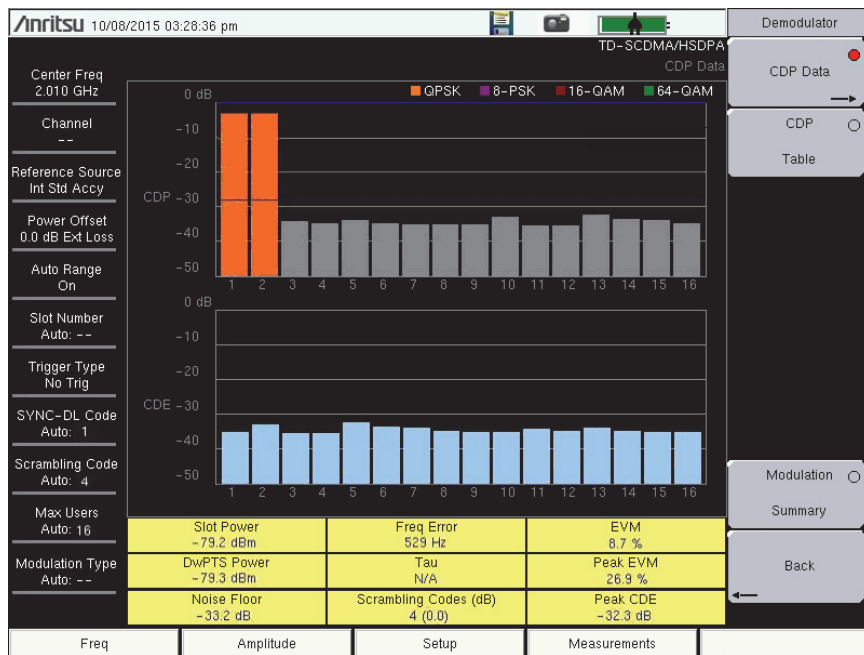 Anritsu 10/08/2015 03:28:36 pm
Demodulator
TD-SCDMA/HSDPA
CDP Data
Center Freq
2.010 GHz
Channel
--
Reference Source
Int Std Accy
Power Offset
0.0 dB Ext Loss
Auto Range
On
Slot Number
Auto: --
Trigger Type
No Trig
SYNC-DL Code
Auto: 1
Scrambling Code
Auto: 4
Max Users
Auto: 16
Modulation Type
Auto: --
QPSK 8-PSK 16-QAM 64-QAM
0 dB
-10
-20
CDP -30
-40
-50
1 2 3 4 5 6 7 8 9 10 11 12 13 14 15 16
0 dB
-10
-20
CDE -30
-40
-50
1 2 3 4 5 6 7 8 9 10 11 12 13 14 15 16
Slot Power
-79.2 dBm
Freq Error
529 Hz
EVM
8.7 %
DwPTS Power
-79.3 dBm
Tau
N/A
Peak EVM
26.9 %
Noise Floor
-33.2 dB
Scrambling Codes (dB)
4 (0.0)
Peak CDE
-32.3 dB
CDP Data
CDP
Table
Modulation
Summary
Back
Freq Amplitude Setup Measurements